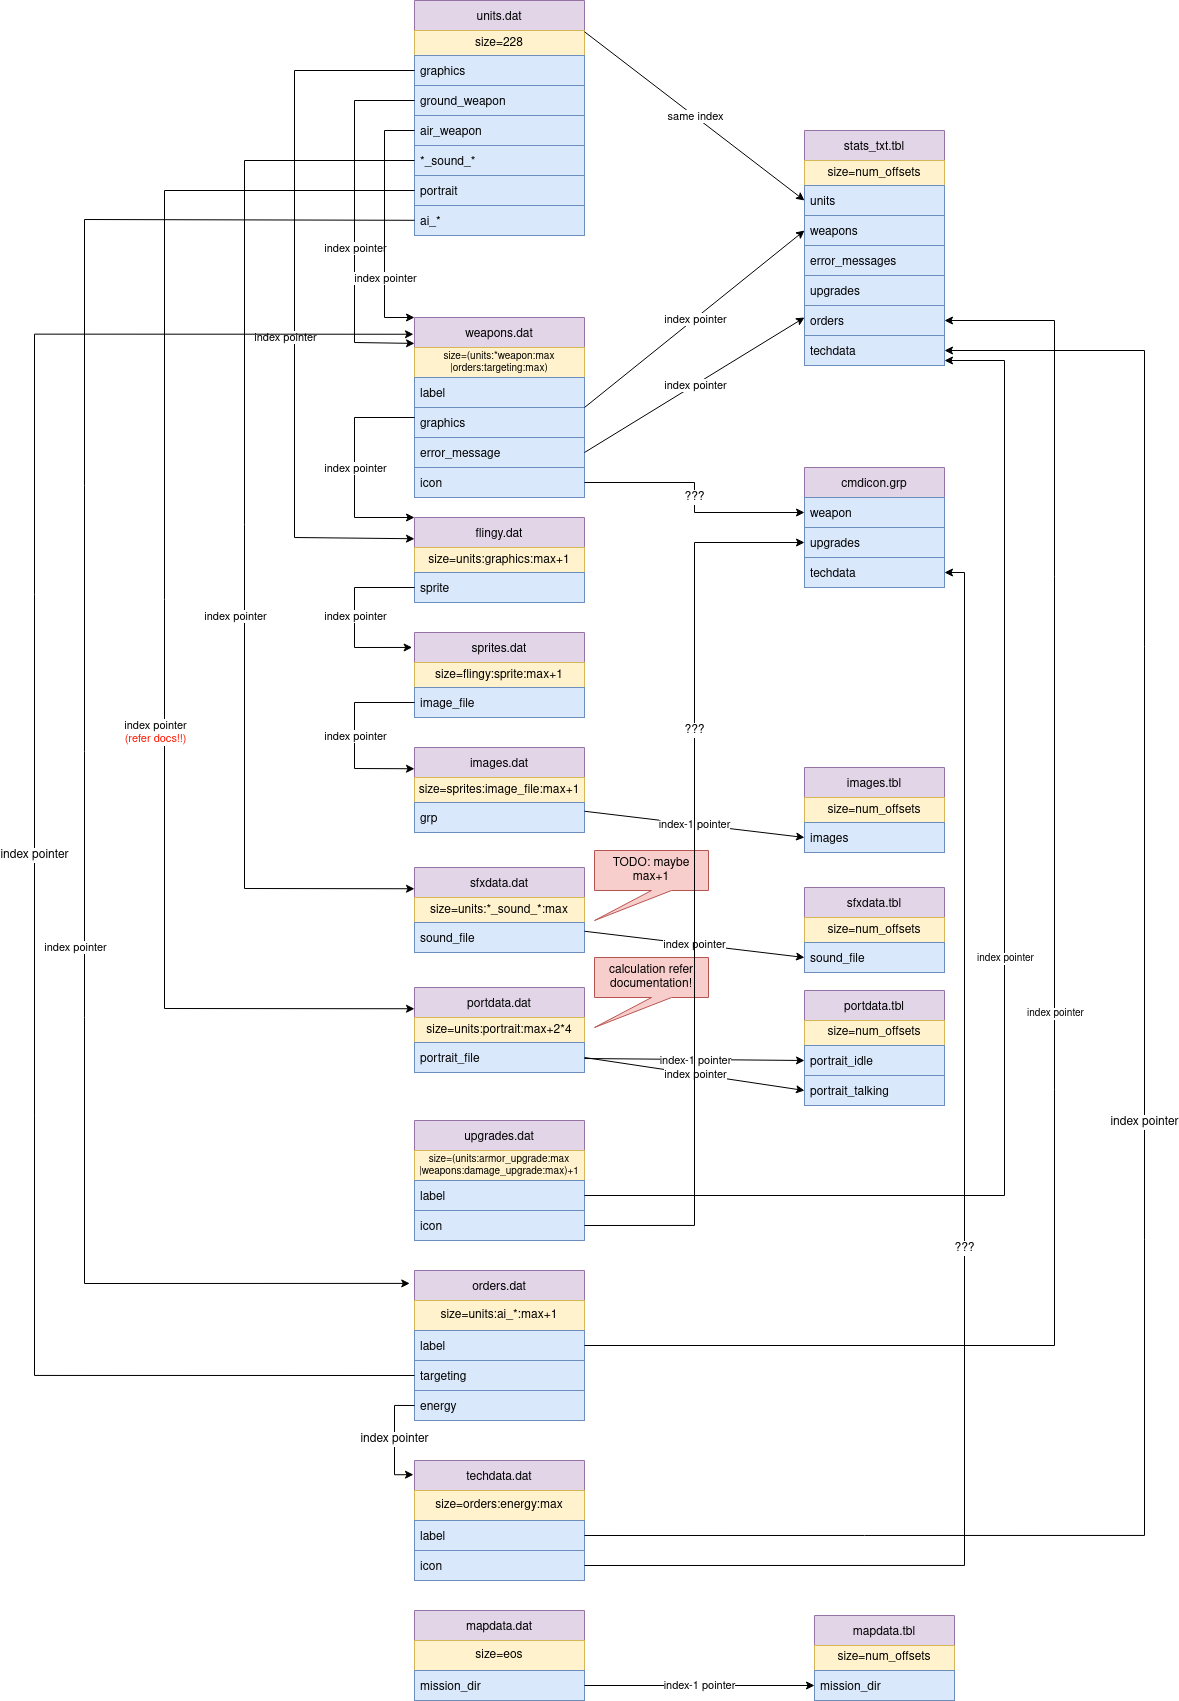 units.dat
size=228
graphics
ground_weapon
air_weapon
*_sound_*
portrait
ai_*
same index
stats_txt.tbl
size=num_offsets
units
weapons
error_messages
upgrades
orders
techdata
index pointer
index pointer
index pointer
weapons.dat
size=(units:*weapon:max
|orders:targeting:max)
label
graphics
error_message
icon
index pointer
index pointer
index pointer
???
cmdicon.grp
weapon
upgrades
techdata
flingy.dat
size=units:graphics:max+1
sprite
index pointer
index pointer
sprites.dat
size=flingy:sprite:max+1
image_file
index pointer
(refer docs!!)
index pointer
???
images.dat
size=sprites:image_file:max+1
grp
index-1 pointer
images.tbl
size=num_offsets
images
index pointer
TODO: maybe
max+1
sfxdata.dat
size=units:*_sound_*:max
sound_file
index pointer
sfxdata.tbl
size=num_offsets
sound_file
index pointer
index pointer
calculation refer
documentation!
portdata.dat
size=units:portrait:max+2*4
portrait_file
index-1 pointer
index pointer
portdata.tbl
size=num_offsets
portrait_idle
portrait_talking
index pointer
index pointer
upgrades.dat
size=(units:armor_upgrade:max
|weapons:damage_upgrade:max)+1
label
icon
???
orders.dat
size=units:ai_*:max+1
label
targeting
energy
index pointer
techdata.dat
size=orders:energy:max
label
icon
mapdata.dat
size=eos
mission_dir
index-1 pointer
mapdata.tbl
size=num_offsets
mission_dir